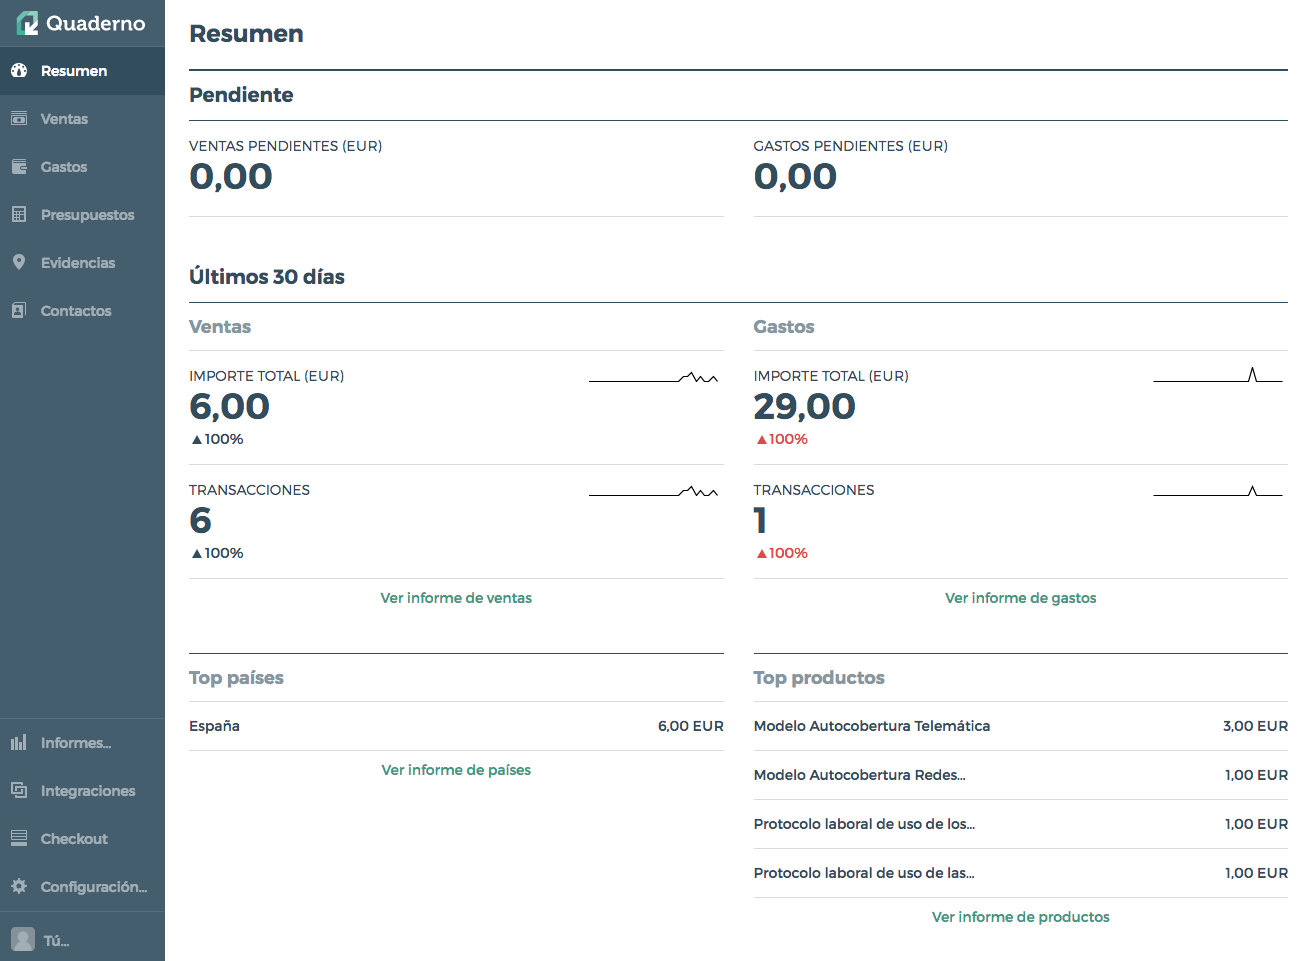 Quaderno
Resumen
Ventas
Gastos
Presupuestos
Evidencias
Contactos
Informes...
Integraciones
Checkout
Configuración...
Tú...
Resumen
Pendiente
VENTAS PENDIENTES (EUR)
0,00
GASTOS PENDIENTES (EUR)
0,00
Últimos 30 días
Ventas
IMPORTE TOTAL (EUR)
6,00
▲100%
TRANSACCIONES
6
▲100%
Ver informe de ventas
Gastos
IMPORTE TOTAL (EUR)
29,00
▲100%
TRANSACCIONES
1
▲100%
Ver informe de gastos
Top países
España 6,00 EUR
Ver informe de países
Top productos
Modelo Autocobertura Telemática 3,00 EUR
Modelo Autocobertura Redes... 1,00 EUR
Protocolo laboral de uso de los... 1,00 EUR
Protocolo laboral de uso de las... 1,00 EUR
Ver informe de productos